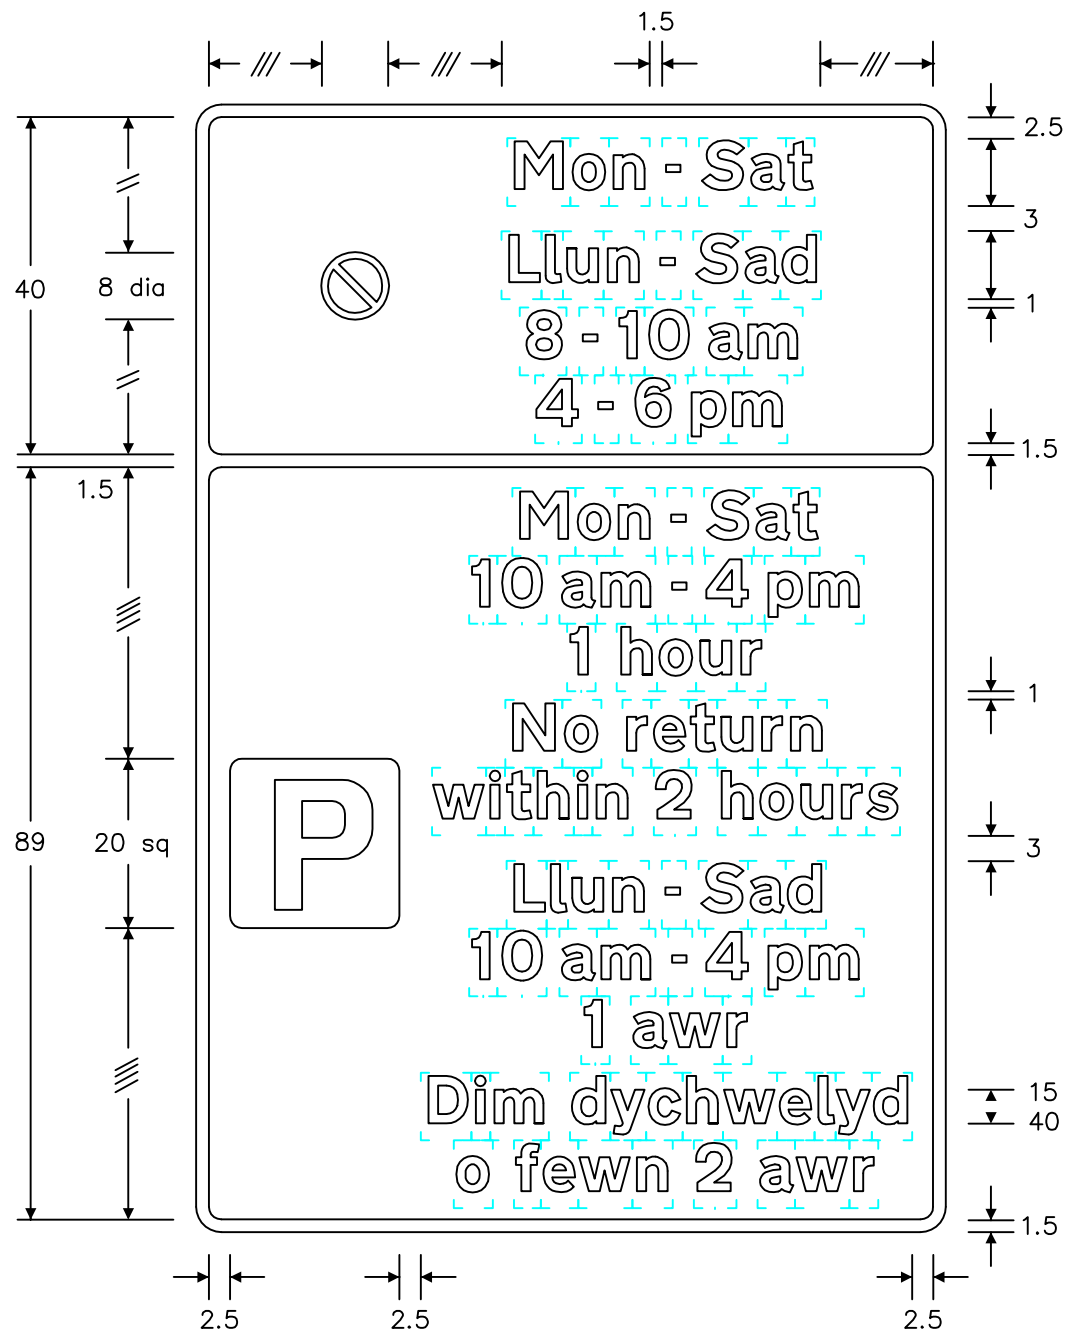 1.5
2.5
Mon - Sat
3
Llun - Sad
40
8 dia
1
8 - 10 am
4 - 6 pm
1.5
1.5
Mon - Sat
10 am - 4 pm
1 hour
1
No return
within 2 hours
89
20 sq
P
3
Llun - Sad
10 am - 4 pm
1 awr
Dim dychwelyd
15
40
o fewn 2 awr
1.5
2.5
2.5
2.5